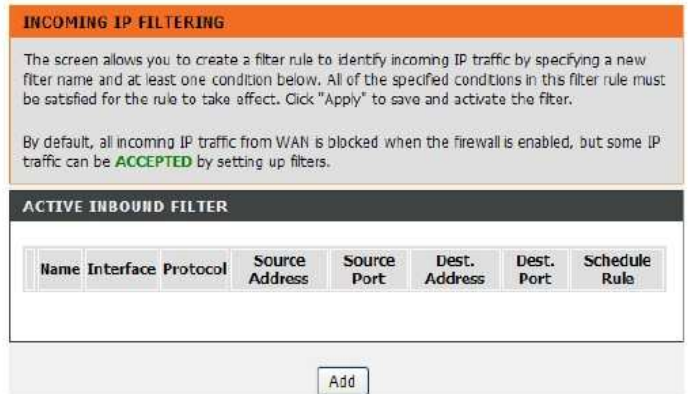 INCOMING IP FILTERING
The screen allows you to create a filter rule to identify incoming IP traffic by specifying a new
filter name and at least one condition below. All of the specified conditions in this filter rule must
be satisfied for the rule to take effect. Click "Apply" to save and activate the filter.
By default, all incoming IP traffic from WAN is blocked when the firewall is enabled, but some IP
traffic can be ACCEPTED by setting up filters.
ACTIVE INBOUND FILTER
Name Interface Protocol Source Address Source Port Dest. Address Dest. Port Schedule Rule
Add